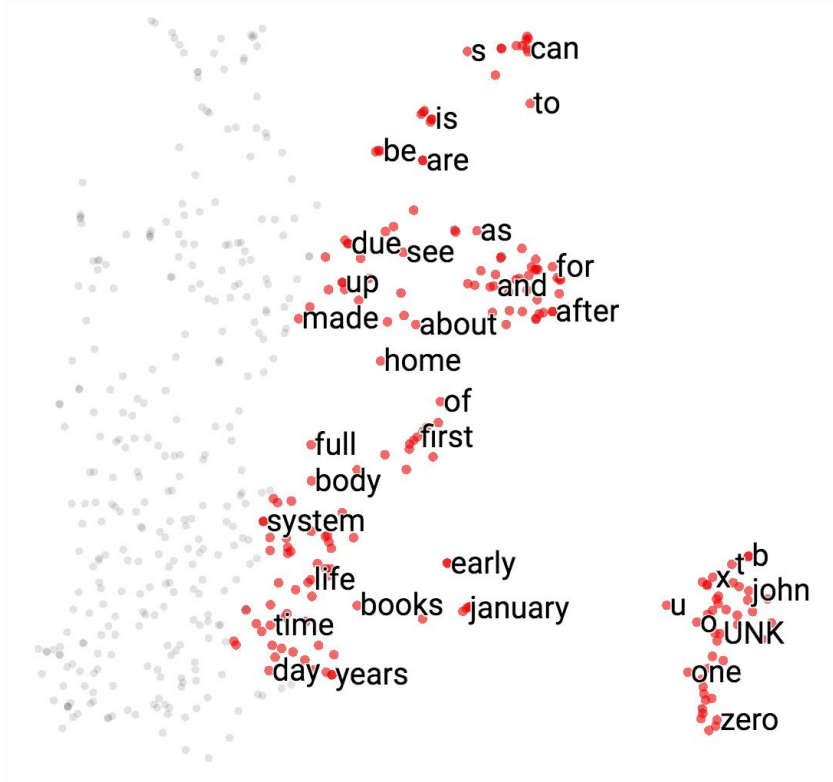 s
can
to
is
be
are
as
due
see
for
up
and
made
about
after
home
of
first
full
body
system
b
t
early
x
life
john
books
january
u
o
time
UNK
day
years
one
zero